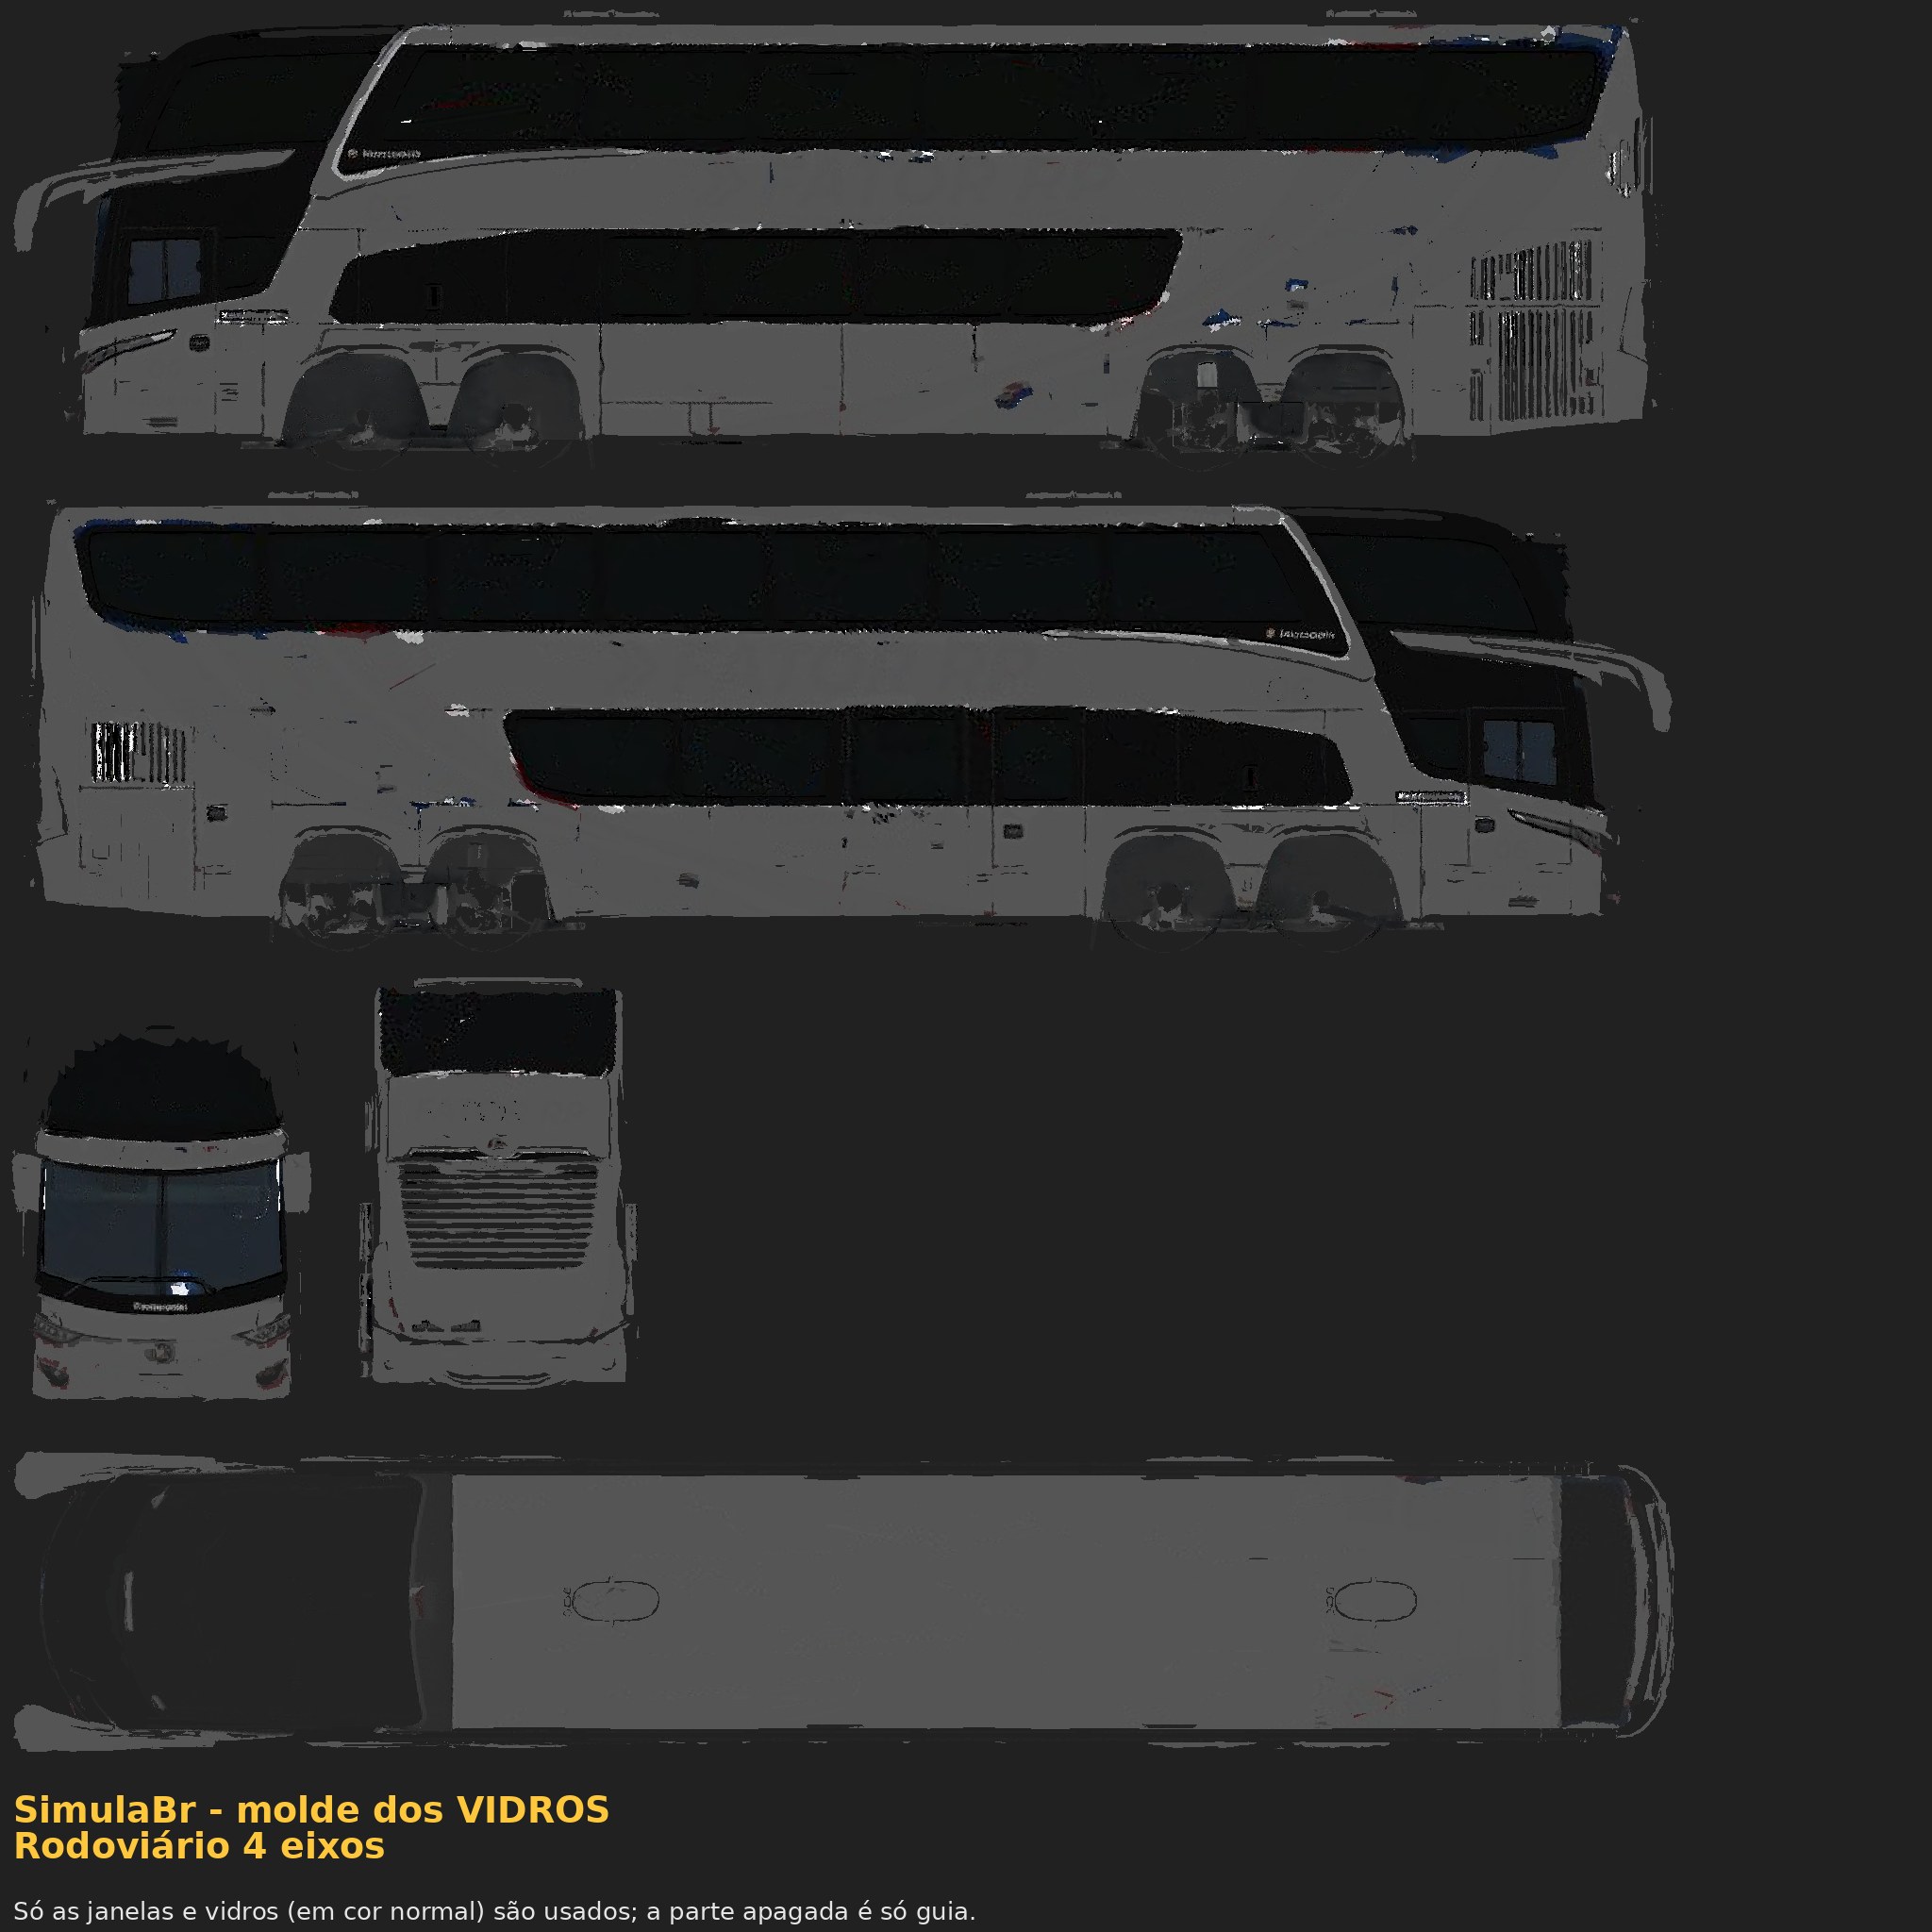 SimulaBr - molde dos VIDROS
Rodoviário 4 eixos
Só as janelas e vidros (em cor normal) são usados; a parte apagada é só guia.